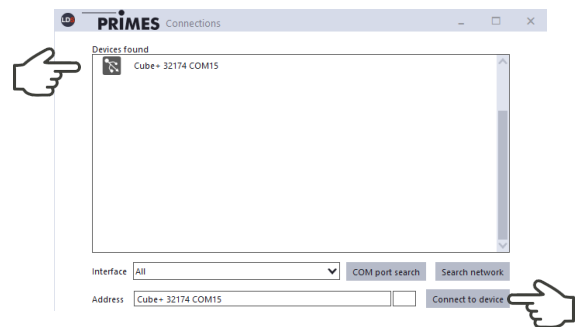 LD
PRIMES Connections
Devices found
Cube+ 32174 COM15
Interface All COM port search Search network
Address Cube+ 32174 COM15 Connect to device